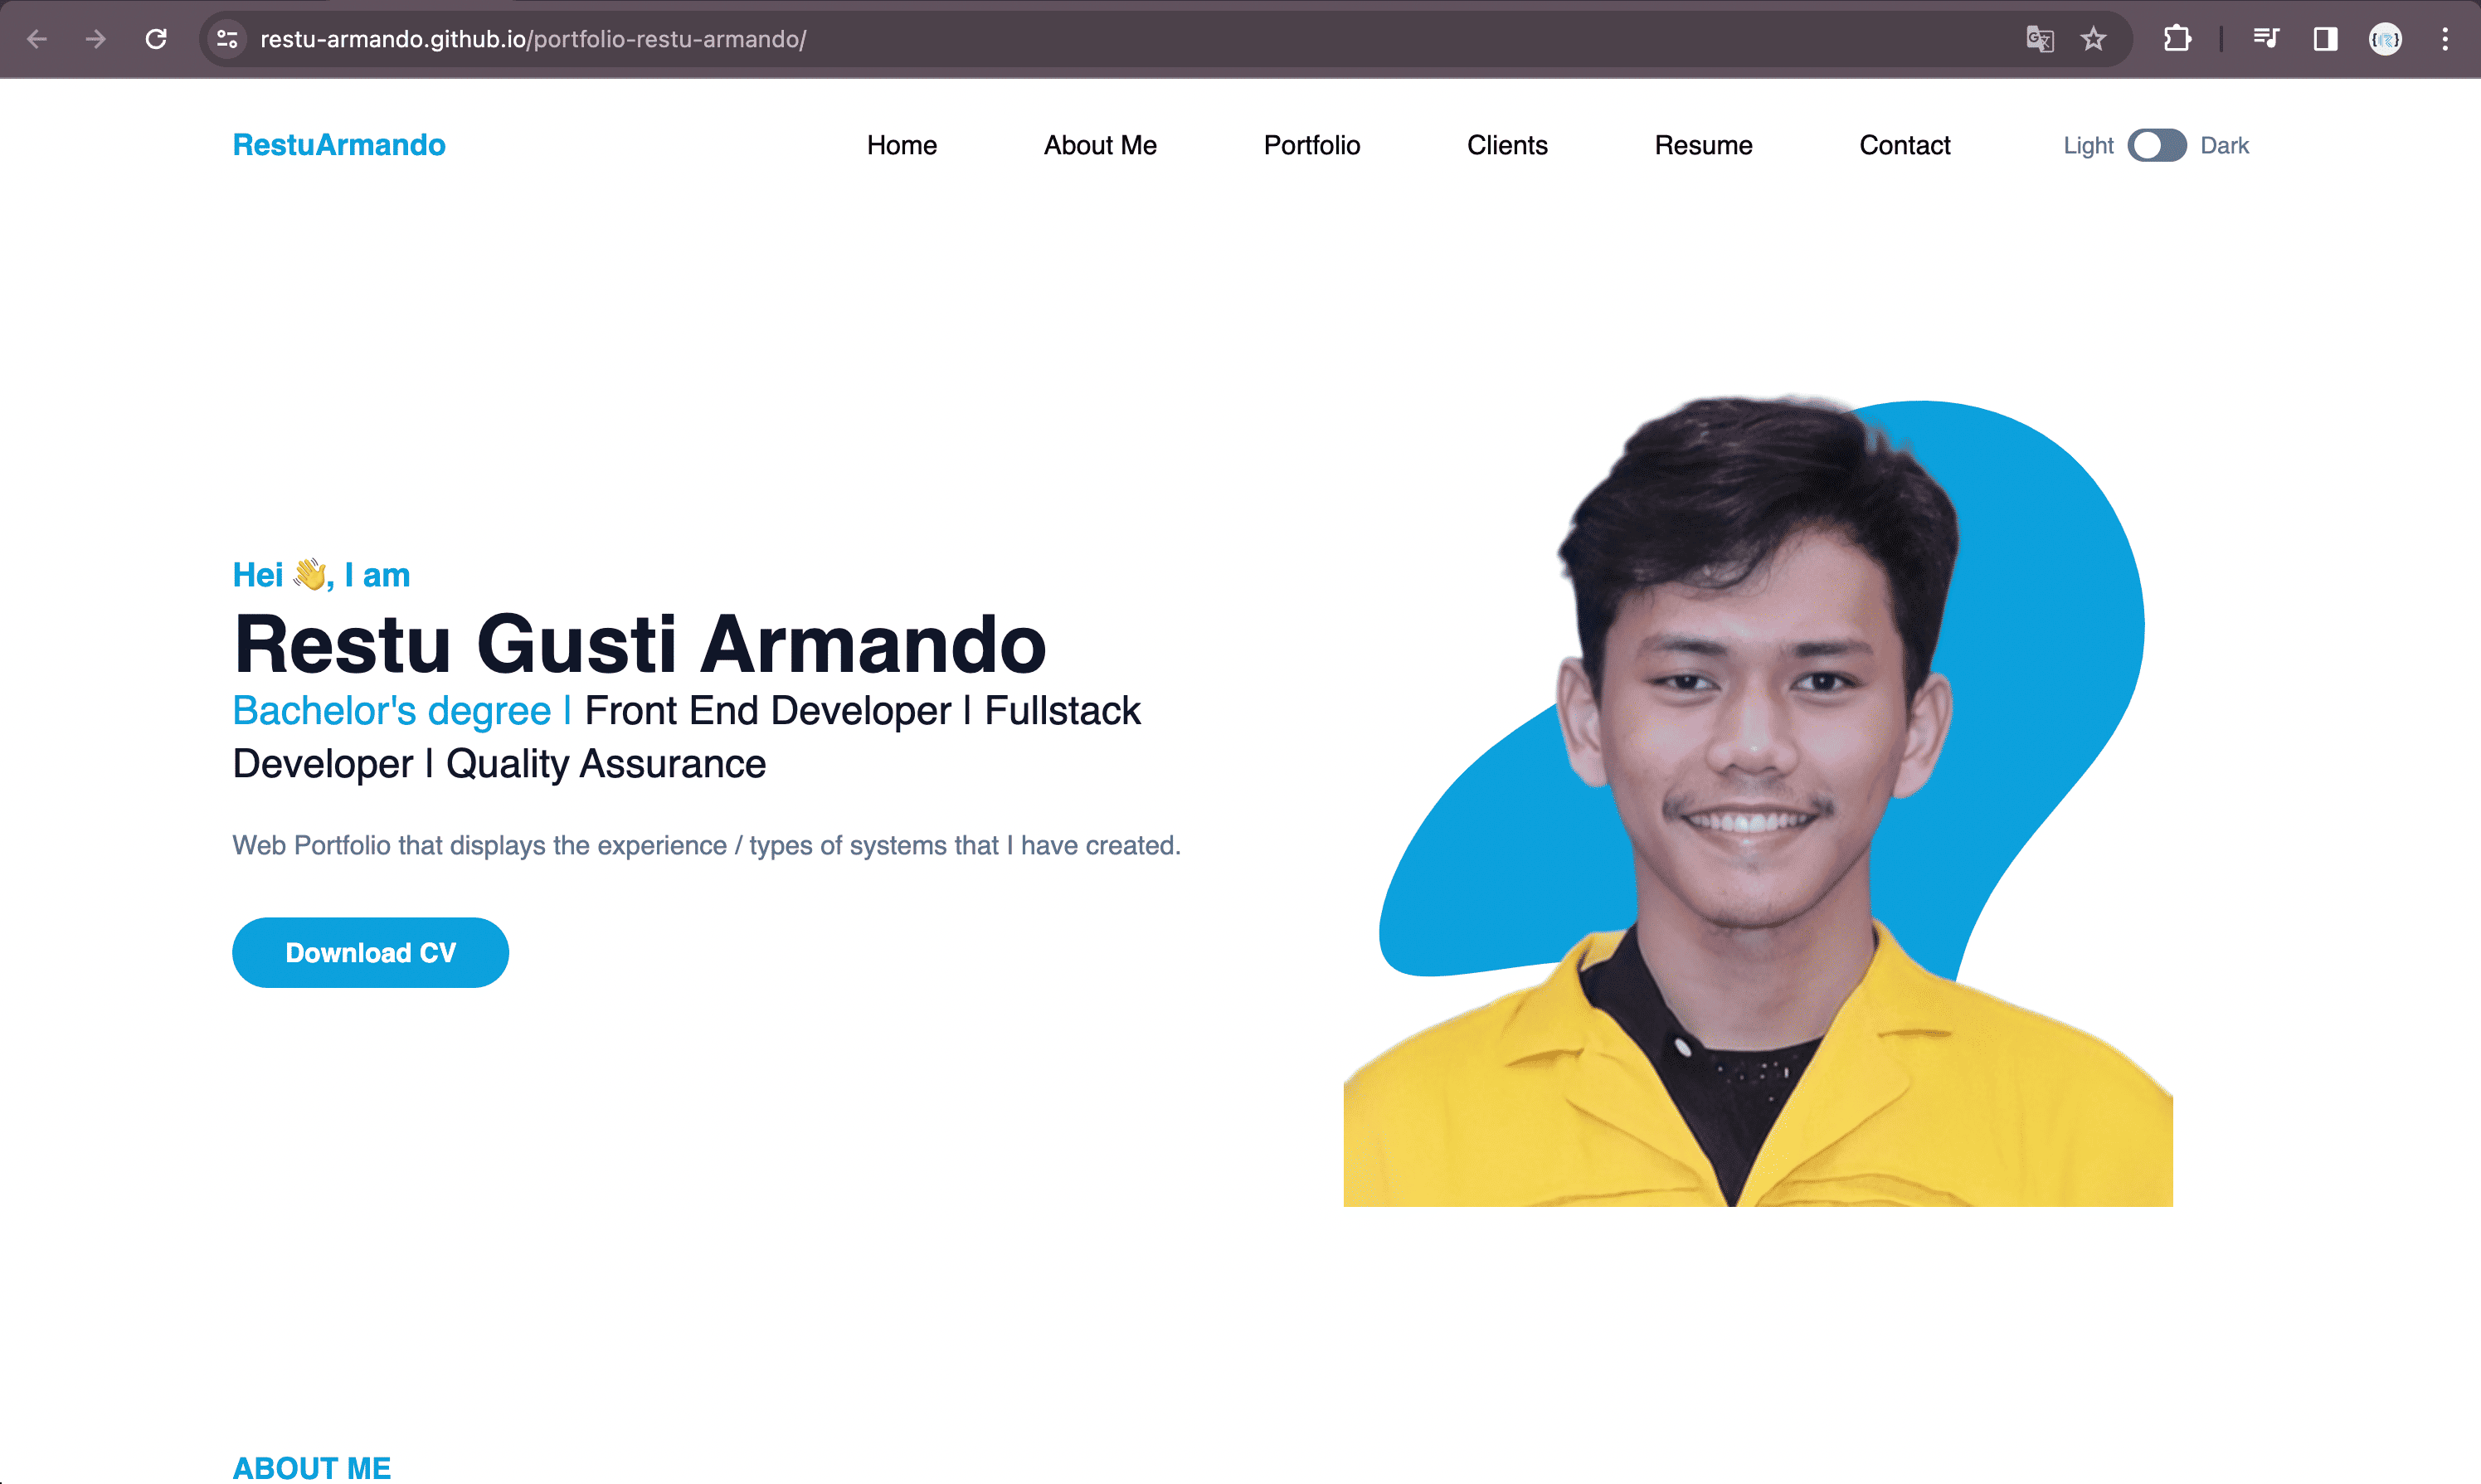 restu-armando.github.io/portfolio-restu-armando/
RestuArmando
Home About Me Portfolio Clients Resume Contact Light Dark
Hei 👋, I am
Restu Gusti Armando
Bachelor's degree | Front End Developer | Fullstack
Developer | Quality Assurance
Web Portfolio that displays the experience / types of systems that I have created.
Download CV
ABOUT ME